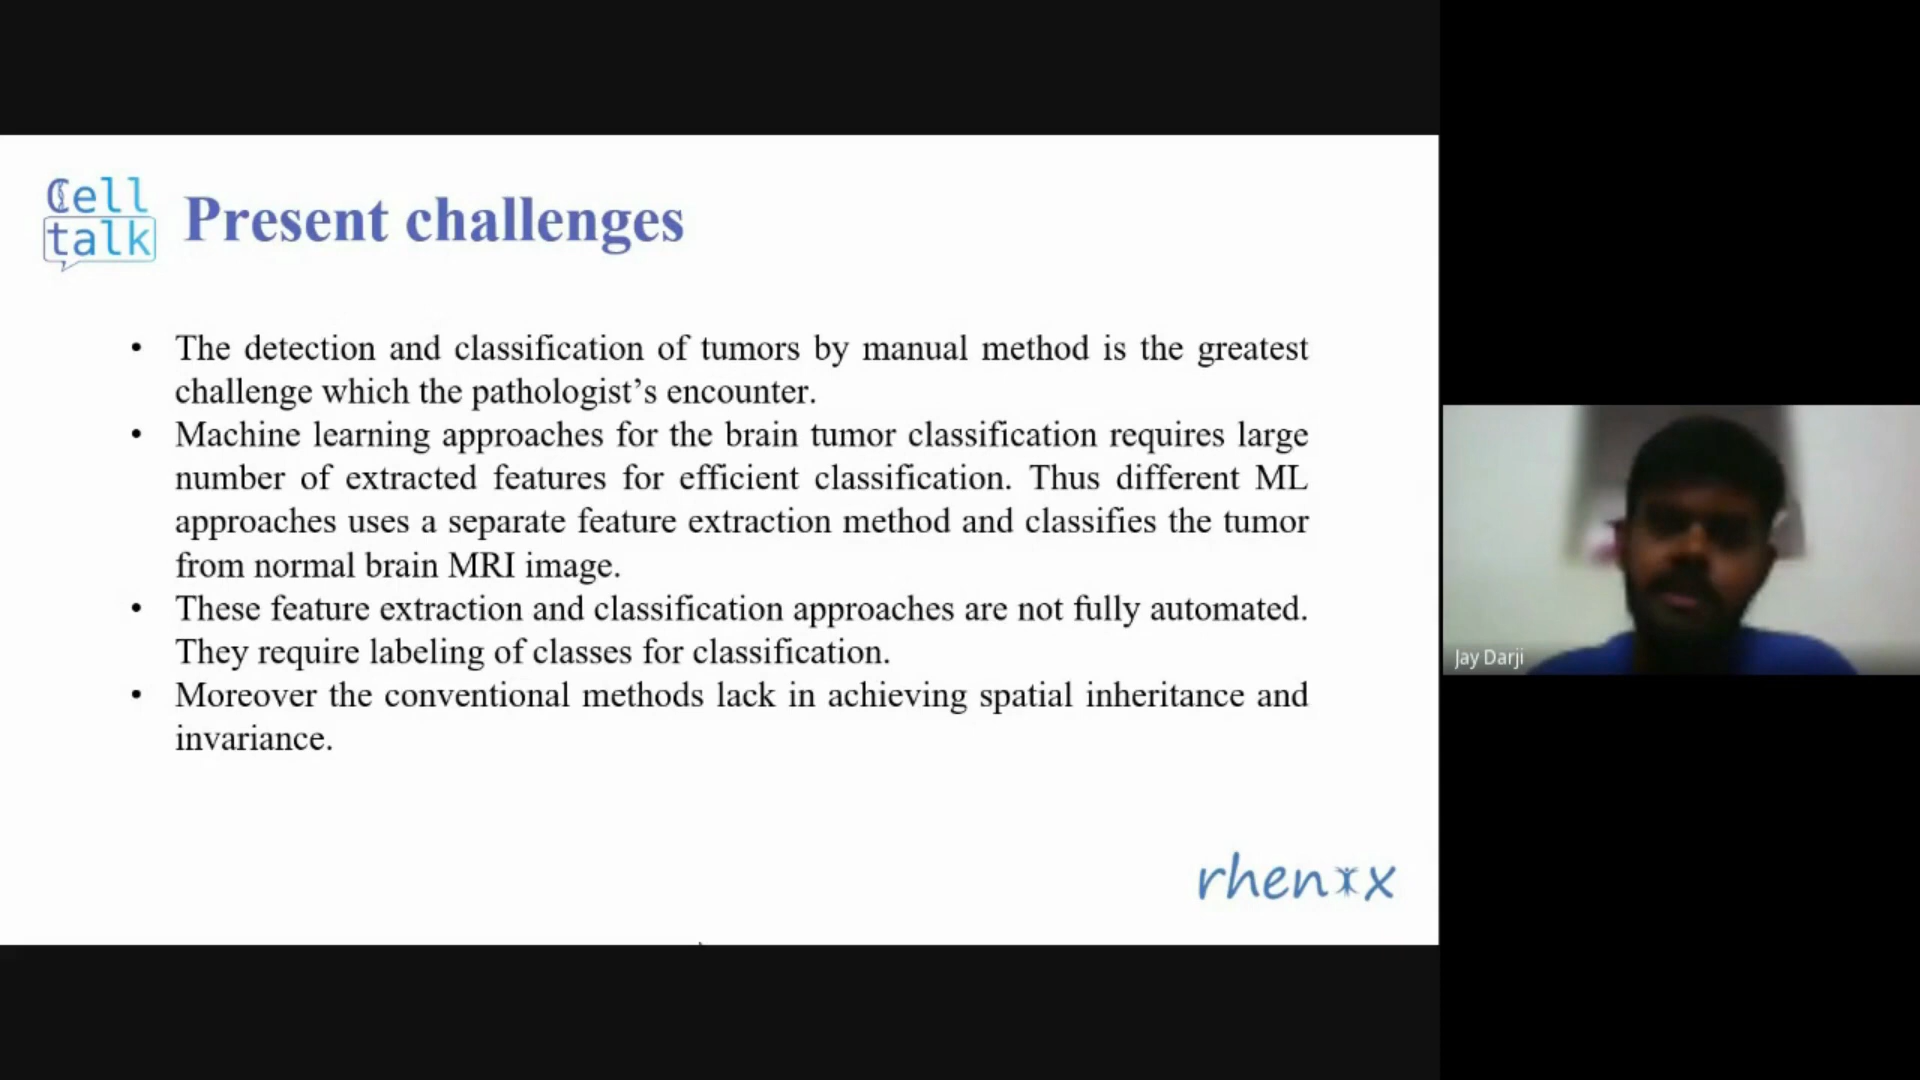 Cell
talk
Present challenges
• The detection and classification of tumors by manual method is the greatest
challenge which the pathologist’s encounter.
• Machine learning approaches for the brain tumor classification requires large
number of extracted features for efficient classification. Thus different ML
approaches uses a separate feature extraction method and classifies the tumor
from normal brain MRI image.
• These feature extraction and classification approaches are not fully automated.
They require labeling of classes for classification.
• Moreover the conventional methods lack in achieving spatial inheritance and
invariance.
rhenix
Jay Darji